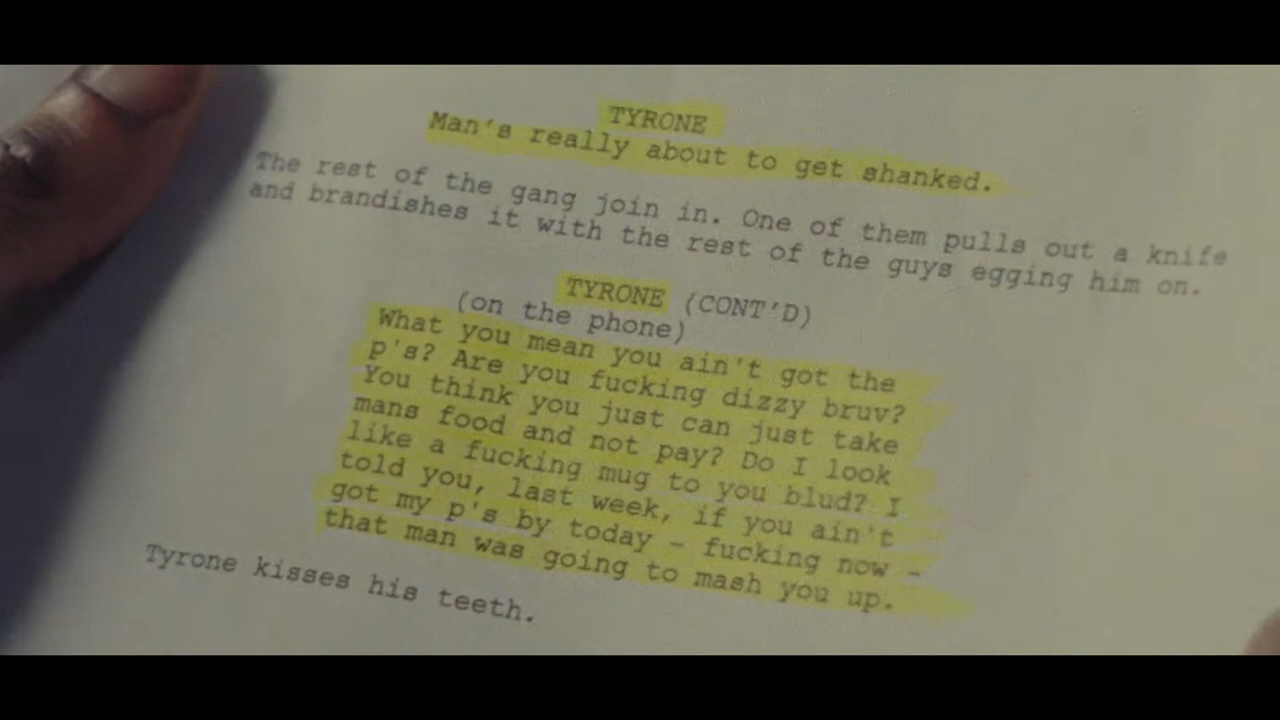 TYRONE
Man's really about to get shanked.
The rest of the gang join in. One of them pulls out a knife
and brandishes it with the rest of the guys egging him on.
TYRONE (CONT'D)
(on the phone)
What you mean you ain't got the
p's? Are you fucking dizzy bruv?
You think you just can just take
mans food and not pay? Do I look
like a fucking mug to you blud? I
told you, last week, if you ain't
got my p's by today - fucking now -
that man was going to mash you up.
Tyrone kisses his teeth.